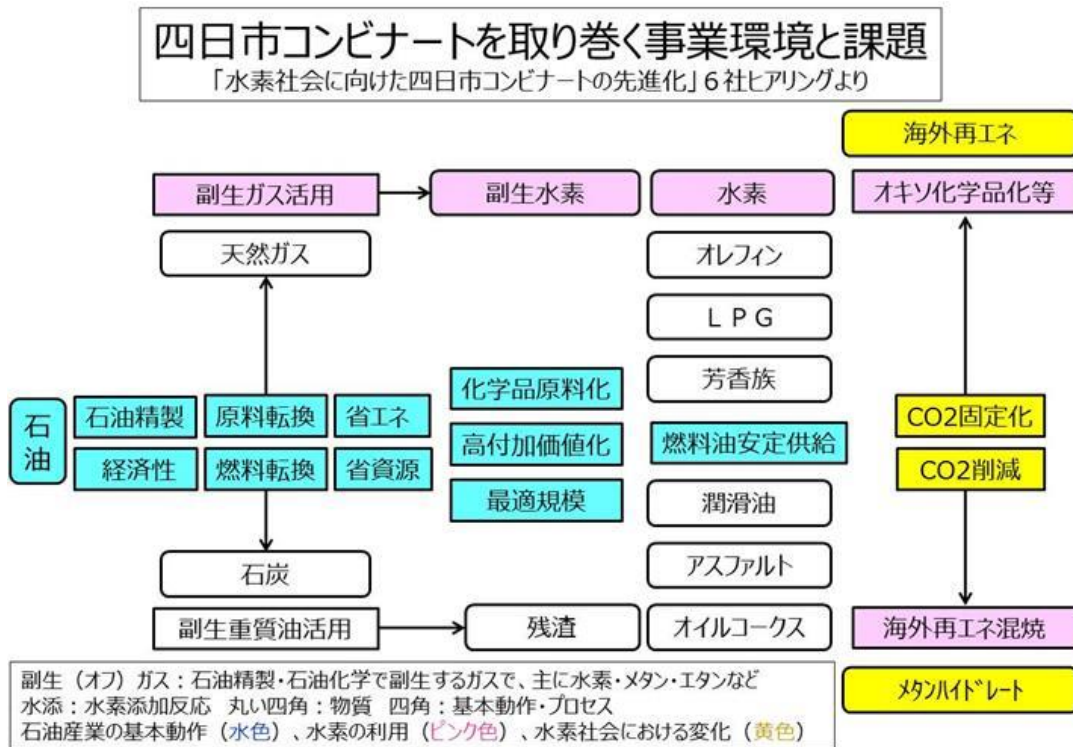 四日市コンビナートを取り巻く事業環境と課題
「水素社会に向けた四日市コンビナートの先進化」6社ヒアリングより
海外再エネ
副生ガス活用
副生水素
水素
オキソ化学品化等
天然ガス
オレフィン
LPG
芳香族
化学品原料化
石油
石油精製
原料転換
省エネ
高付加価値化
燃料油安定供給
CO2固定化
経済性
燃料転換
省資源
最適規模
CO2削減
潤滑油
石炭
アスファルト
副生重質油活用
残渣
オイルコークス
海外再エネ混焼
メタンハイドレート
副生（オフ）ガス：石油精製・石油化学で副生するガスで、主に水素・メタン・エタンなど
水添：水素添加反応 丸い四角：物質 四角：基本動作・プロセス
石油産業の基本動作（水色）、水素の利用（ピンク色）、水素社会における変化（黄色）